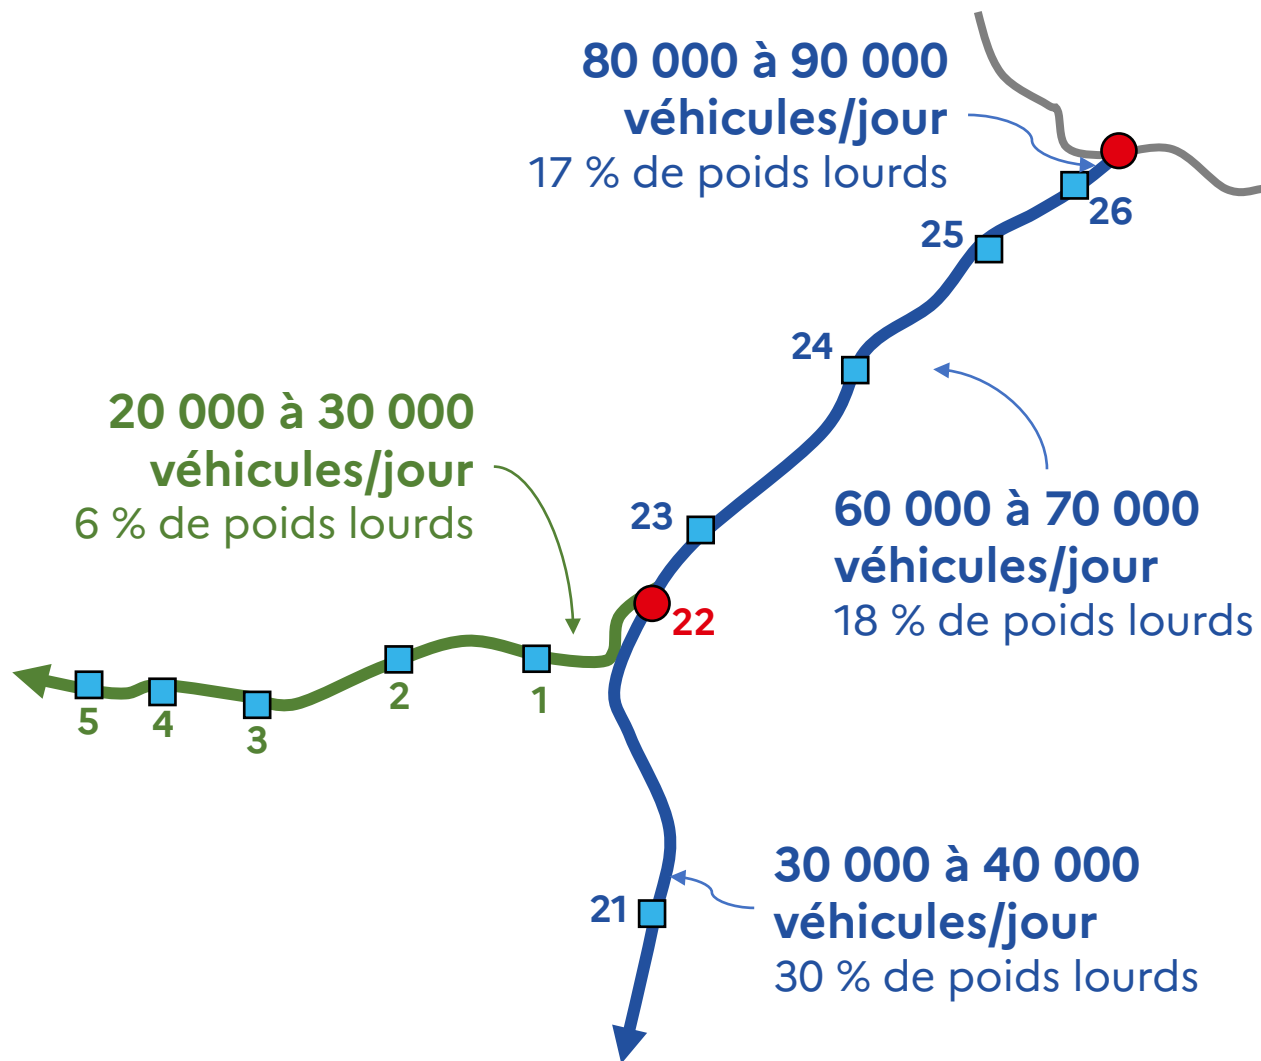 80 000 à 90 000
véhicules/jour
17 % de poids lourds
26
25
24
20 000 à 30 000
véhicules/jour
6 % de poids lourds
23
60 000 à 70 000
véhicules/jour
18 % de poids lourds
22
5
4
3
2
1
30 000 à 40 000
véhicules/jour
30 % de poids lourds
21